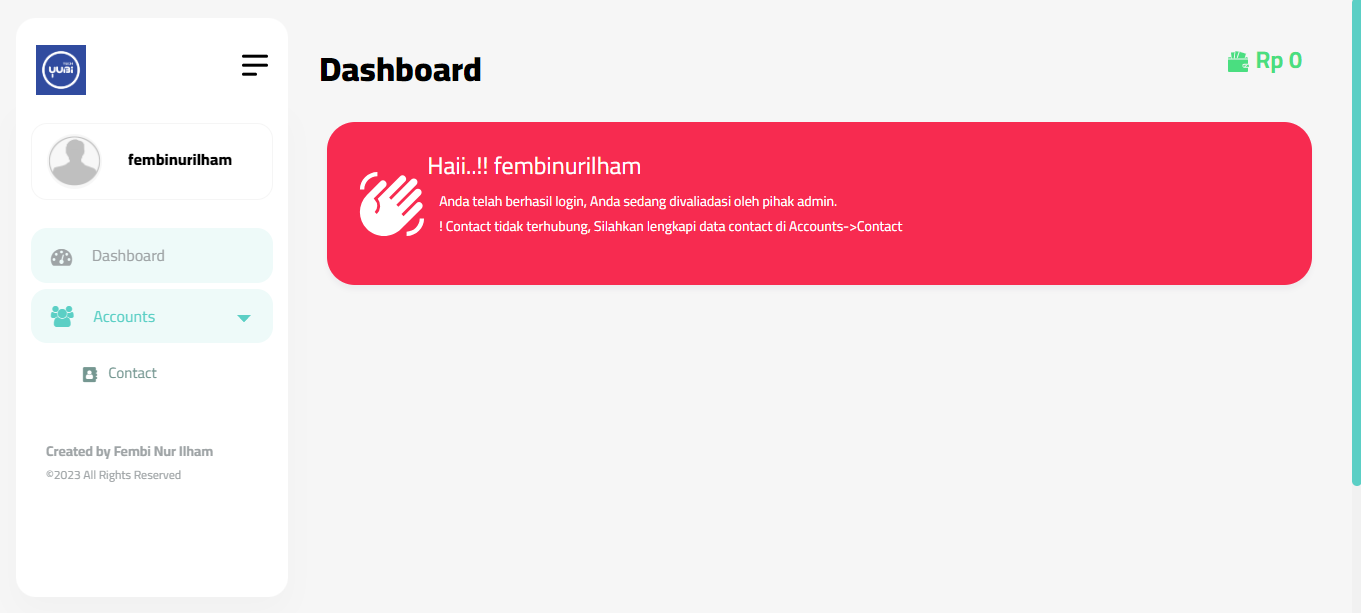 YUBI
Dashboard
Rp 0
fembinurilham
Haii..!! fembinurilham
Anda telah berhasil login, Anda sedang divaliadasi oleh pihak admin.
! Contact tidak terhubung, Silahkan lengkapi data contact di Accounts->Contact
Dashboard
Accounts
Contact
Created by Fembi Nur Ilham
©2023 All Rights Reserved